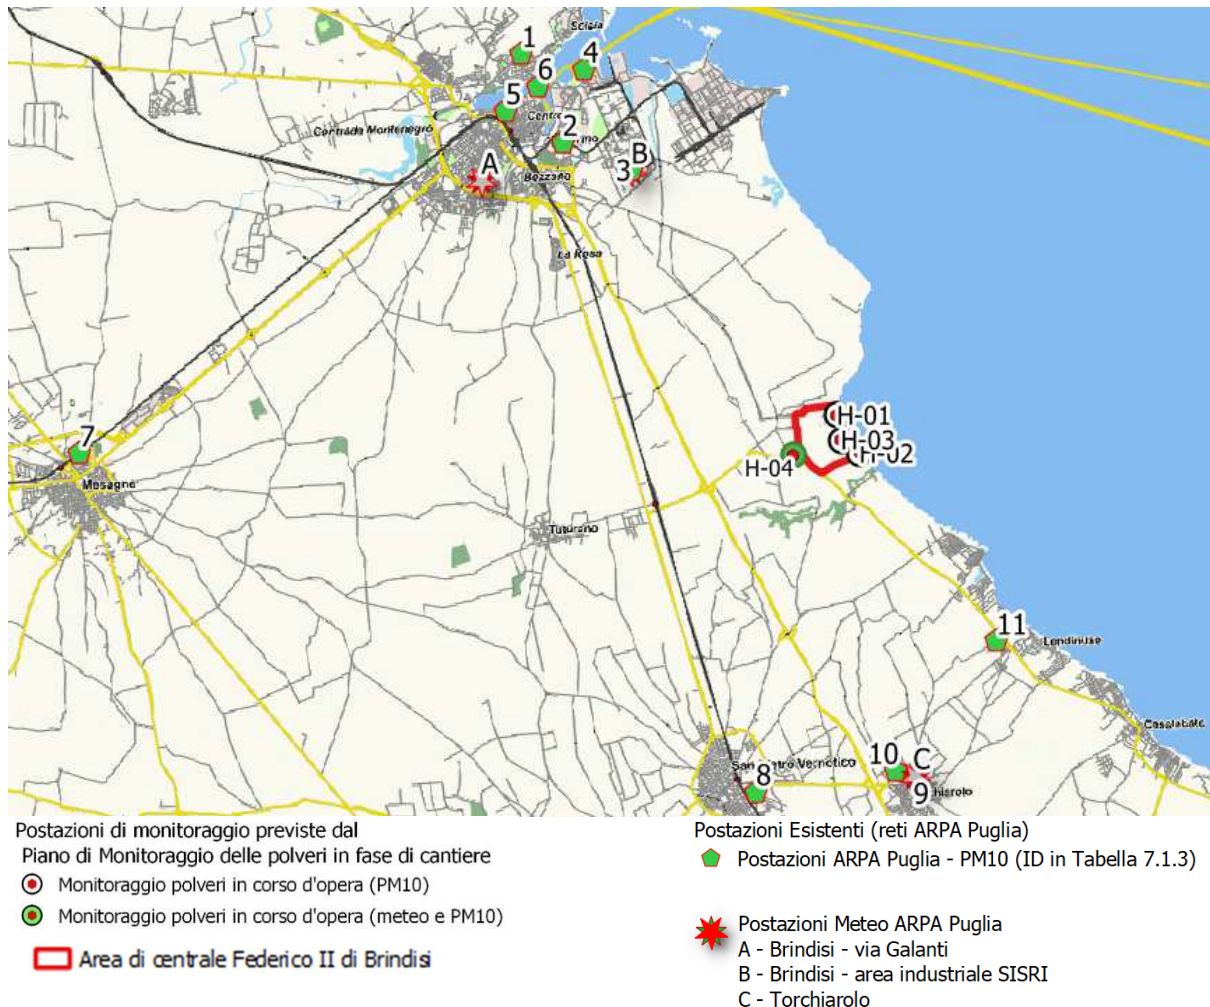 Sciaia
1
4
6
5
Centro
Contrada Montenegro
2
B
3
A
Bozzano
La Rosa
H-01
H-03
H-02
H-04
7
Mesagne
Tuturano
11
Lendinuso
Casalabate
San Pietro Vernotico
8
10
C
9
Postazioni di monitoraggio previste dal
Piano di Monitoraggio delle polveri in fase di cantiere
Monitoraggio polveri in corso d'opera (PM10)
Monitoraggio polveri in corso d'opera (meteo e PM10)
Area di centrale Federico II di Brindisi
Postazioni Esistenti (reti ARPA Puglia)
Postazioni ARPA Puglia - PM10 (ID in Tabella 7.1.3)
Postazioni Meteo ARPA Puglia
A - Brindisi - via Galanti
B - Brindisi - area industriale SISRI
C - Torchiarolo